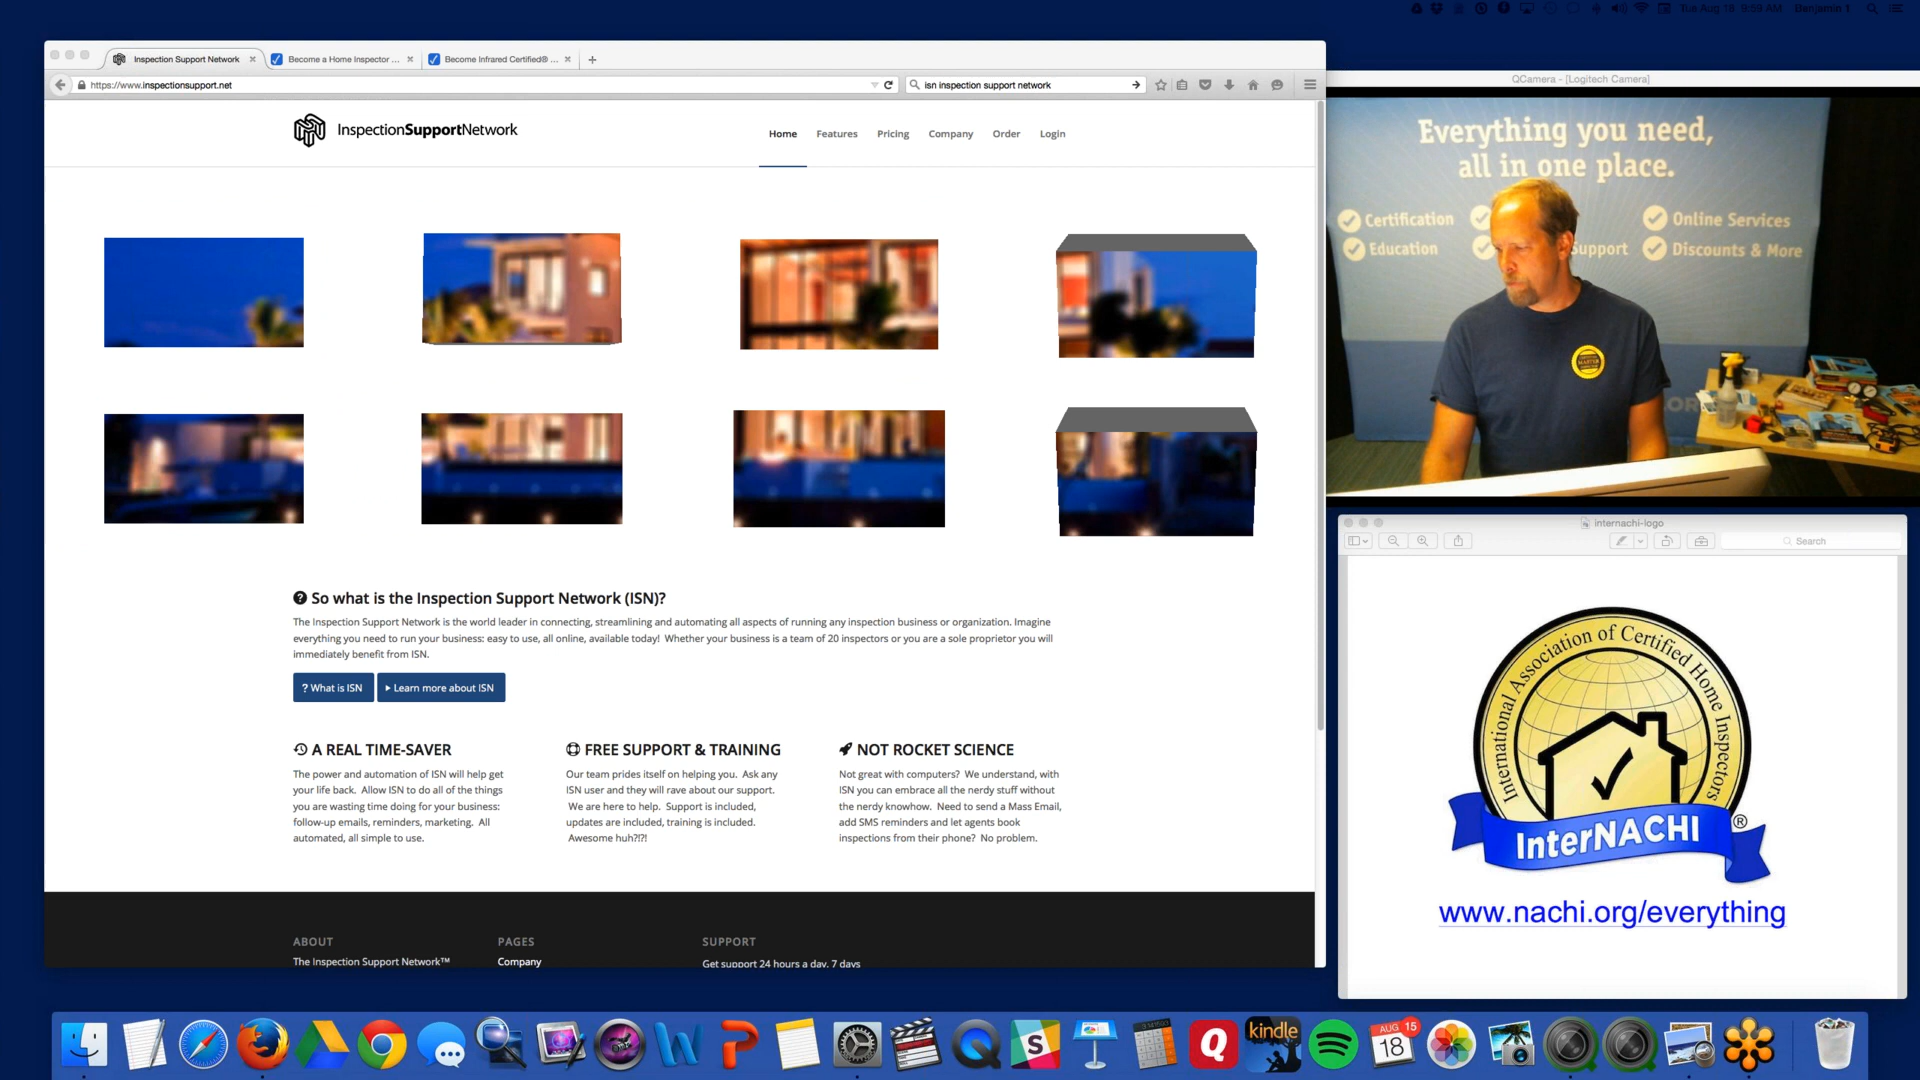 Tue Aug 18 9:59 AM Benjamin 1
Inspection Support Network
Become a Home Inspector ...
Become Infrared Certified® ...
https://www.inspectionsupport.net
isn inspection support network
InspectionSupportNetwork
Home
Features
Pricing
Company
Order
Login
So what is the Inspection Support Network (ISN)?
The Inspection Support Network is the world leader in connecting, streamlining and automating all aspects of running any inspection business or organization. Imagine
everything you need to run your business: easy to use, all online, available today! Whether your business is a team of 20 inspectors or you are a sole proprietor you will
immediately benefit from ISN.
? What is ISN
Learn more about ISN
A REAL TIME-SAVER
The power and automation of ISN will help get
your life back. Allow ISN to do all of the things
you are wasting time doing for your business:
follow-up emails, reminders, marketing. All
automated, all simple to use.
FREE SUPPORT & TRAINING
Our team prides itself on helping you. Ask any
ISN user and they will rave about our support.
We are here to help. Support is included,
updates are included, training is included.
Awesome huh?!?!
NOT ROCKET SCIENCE
Not great with computers? We understand, with
ISN you can embrace all the nerdy stuff without
the nerdy knowhow. Need to send a Mass Email,
add SMS reminders and let agents book
inspections from their phone? No problem.
ABOUT
The Inspection Support Network™
PAGES
Company
SUPPORT
Get support 24 hours a day, 7 days
QCamera - [Logitech Camera]
Everything you need,
all in one place.
Certification
Online Services
Education
Support
Discounts & More
MASTER
internachi-logo
Search
International Association of Certified Home Inspectors
InterNACHI ®
www.nachi.org/everything
kindle
AUG 15
18